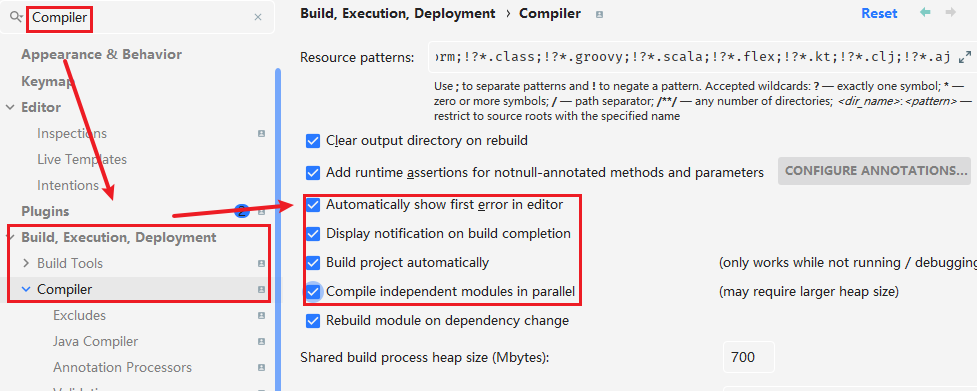 Compiler
Appearance & Behavior
Keymap
Editor
Inspections
Live Templates
Intentions
Plugins
2
Build, Execution, Deployment
Build Tools
Compiler
Excludes
Java Compiler
Annotation Processors
Build, Execution, Deployment › Compiler
Reset
Resource patterns:
orm;!?*.class;!?*.groovy;!?*.scala;!?*.flex;!?*.kt;!?*.clj;!?*.aj
Use ; to separate patterns and ! to negate a pattern. Accepted wildcards: ? — exactly one symbol; * —
zero or more symbols; / — path separator; /**/ — any number of directories; <dir_name>:<pattern> —
restrict to source roots with the specified name
Clear output directory on rebuild
Add runtime assertions for notnull-annotated methods and parameters
CONFIGURE ANNOTATIONS...
Automatically show first error in editor
Display notification on build completion
Build project automatically
(only works while not running / debugging
Compile independent modules in parallel
(may require larger heap size)
Rebuild module on dependency change
Shared build process heap size (Mbytes):
700